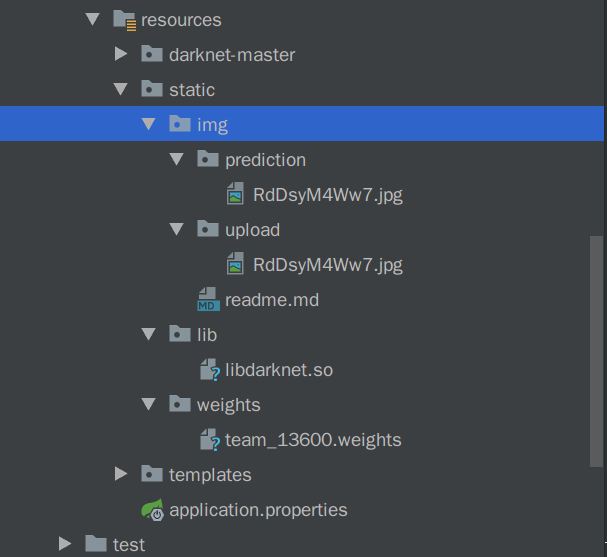 resources
darknet-master
static
img
prediction
RdDsyM4Ww7.jpg
upload
RdDsyM4Ww7.jpg
MD readme.md
lib
libdarknet.so
weights
team_13600.weights
templates
application.properties
test